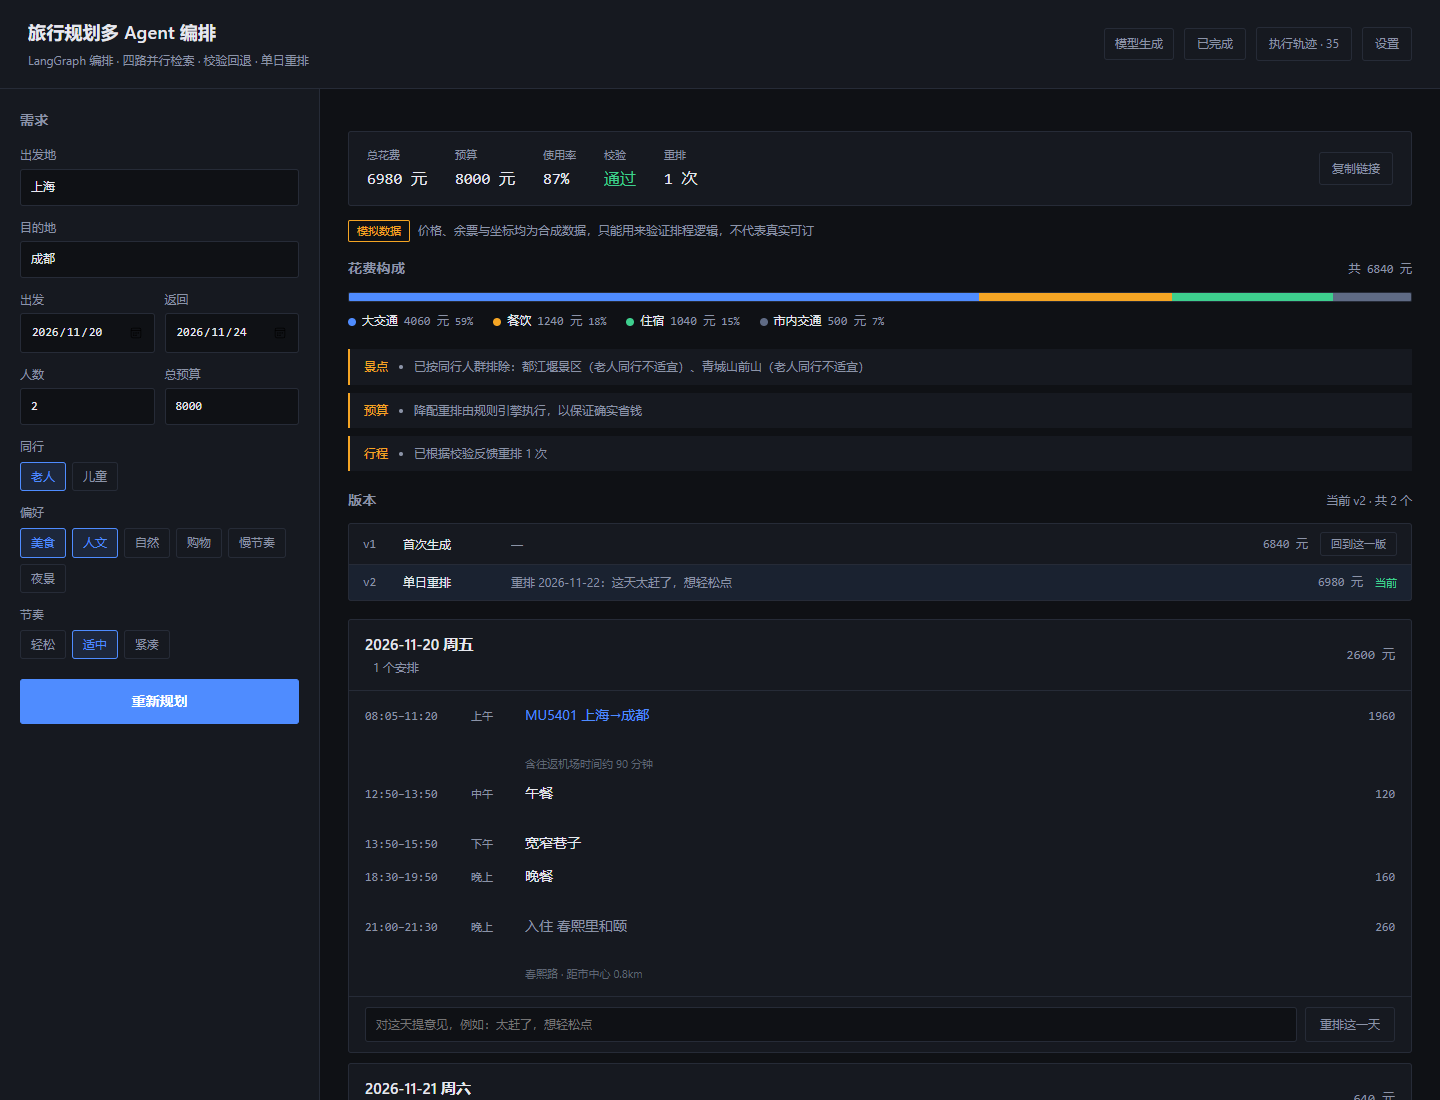 旅行规划多 Agent 编排
LangGraph 编排 · 四路并行检索 · 校验回退 · 单日重排
模型生成
已完成
执行轨迹 · 35
设置
需求
出发地
上海
目的地
成都
出发
返回
2026/11/20
2026/11/24
人数
总预算
2
8000
同行
老人
儿童
偏好
美食
人文
自然
购物
慢节奏
夜景
节奏
轻松
适中
紧凑
重新规划
总花费
预算
使用率
校验
重排
6980 元
8000 元
87%
通过
1 次
复制链接
模拟数据
价格、余票与坐标均为合成数据，只能用来验证排程逻辑，不代表真实可订
花费构成
共 6840 元
大交通 4060 元 59%
餐饮 1240 元 18%
住宿 1040 元 15%
市内交通 500 元 7%
景点 • 已按同行人群排除：都江堰景区（老人同行不适宜）、青城山前山（老人同行不适宜）
预算 • 降配重排由规则引擎执行，以保证确实省钱
行程 • 已根据校验反馈重排 1 次
版本
当前 v2 · 共 2 个
v1 首次生成 — 6840 元 回到这一版
v2 单日重排 重排 2026-11-22：这天太赶了，想轻松点 6980 元 当前
2026-11-20 周五
1 个安排
2600 元
08:05–11:20 上午 MU5401 上海→成都 1960
含往返机场时间约 90 分钟
12:50–13:50 中午 午餐 120
13:50–15:50 下午 宽窄巷子
18:30–19:50 晚上 晚餐 160
21:00–21:30 晚上 入住 春熙里和颐 260
春熙路 · 距市中心 0.8km
对这天提意见，例如：太赶了，想轻松点
重排这一天
2026-11-21 周六
640 元